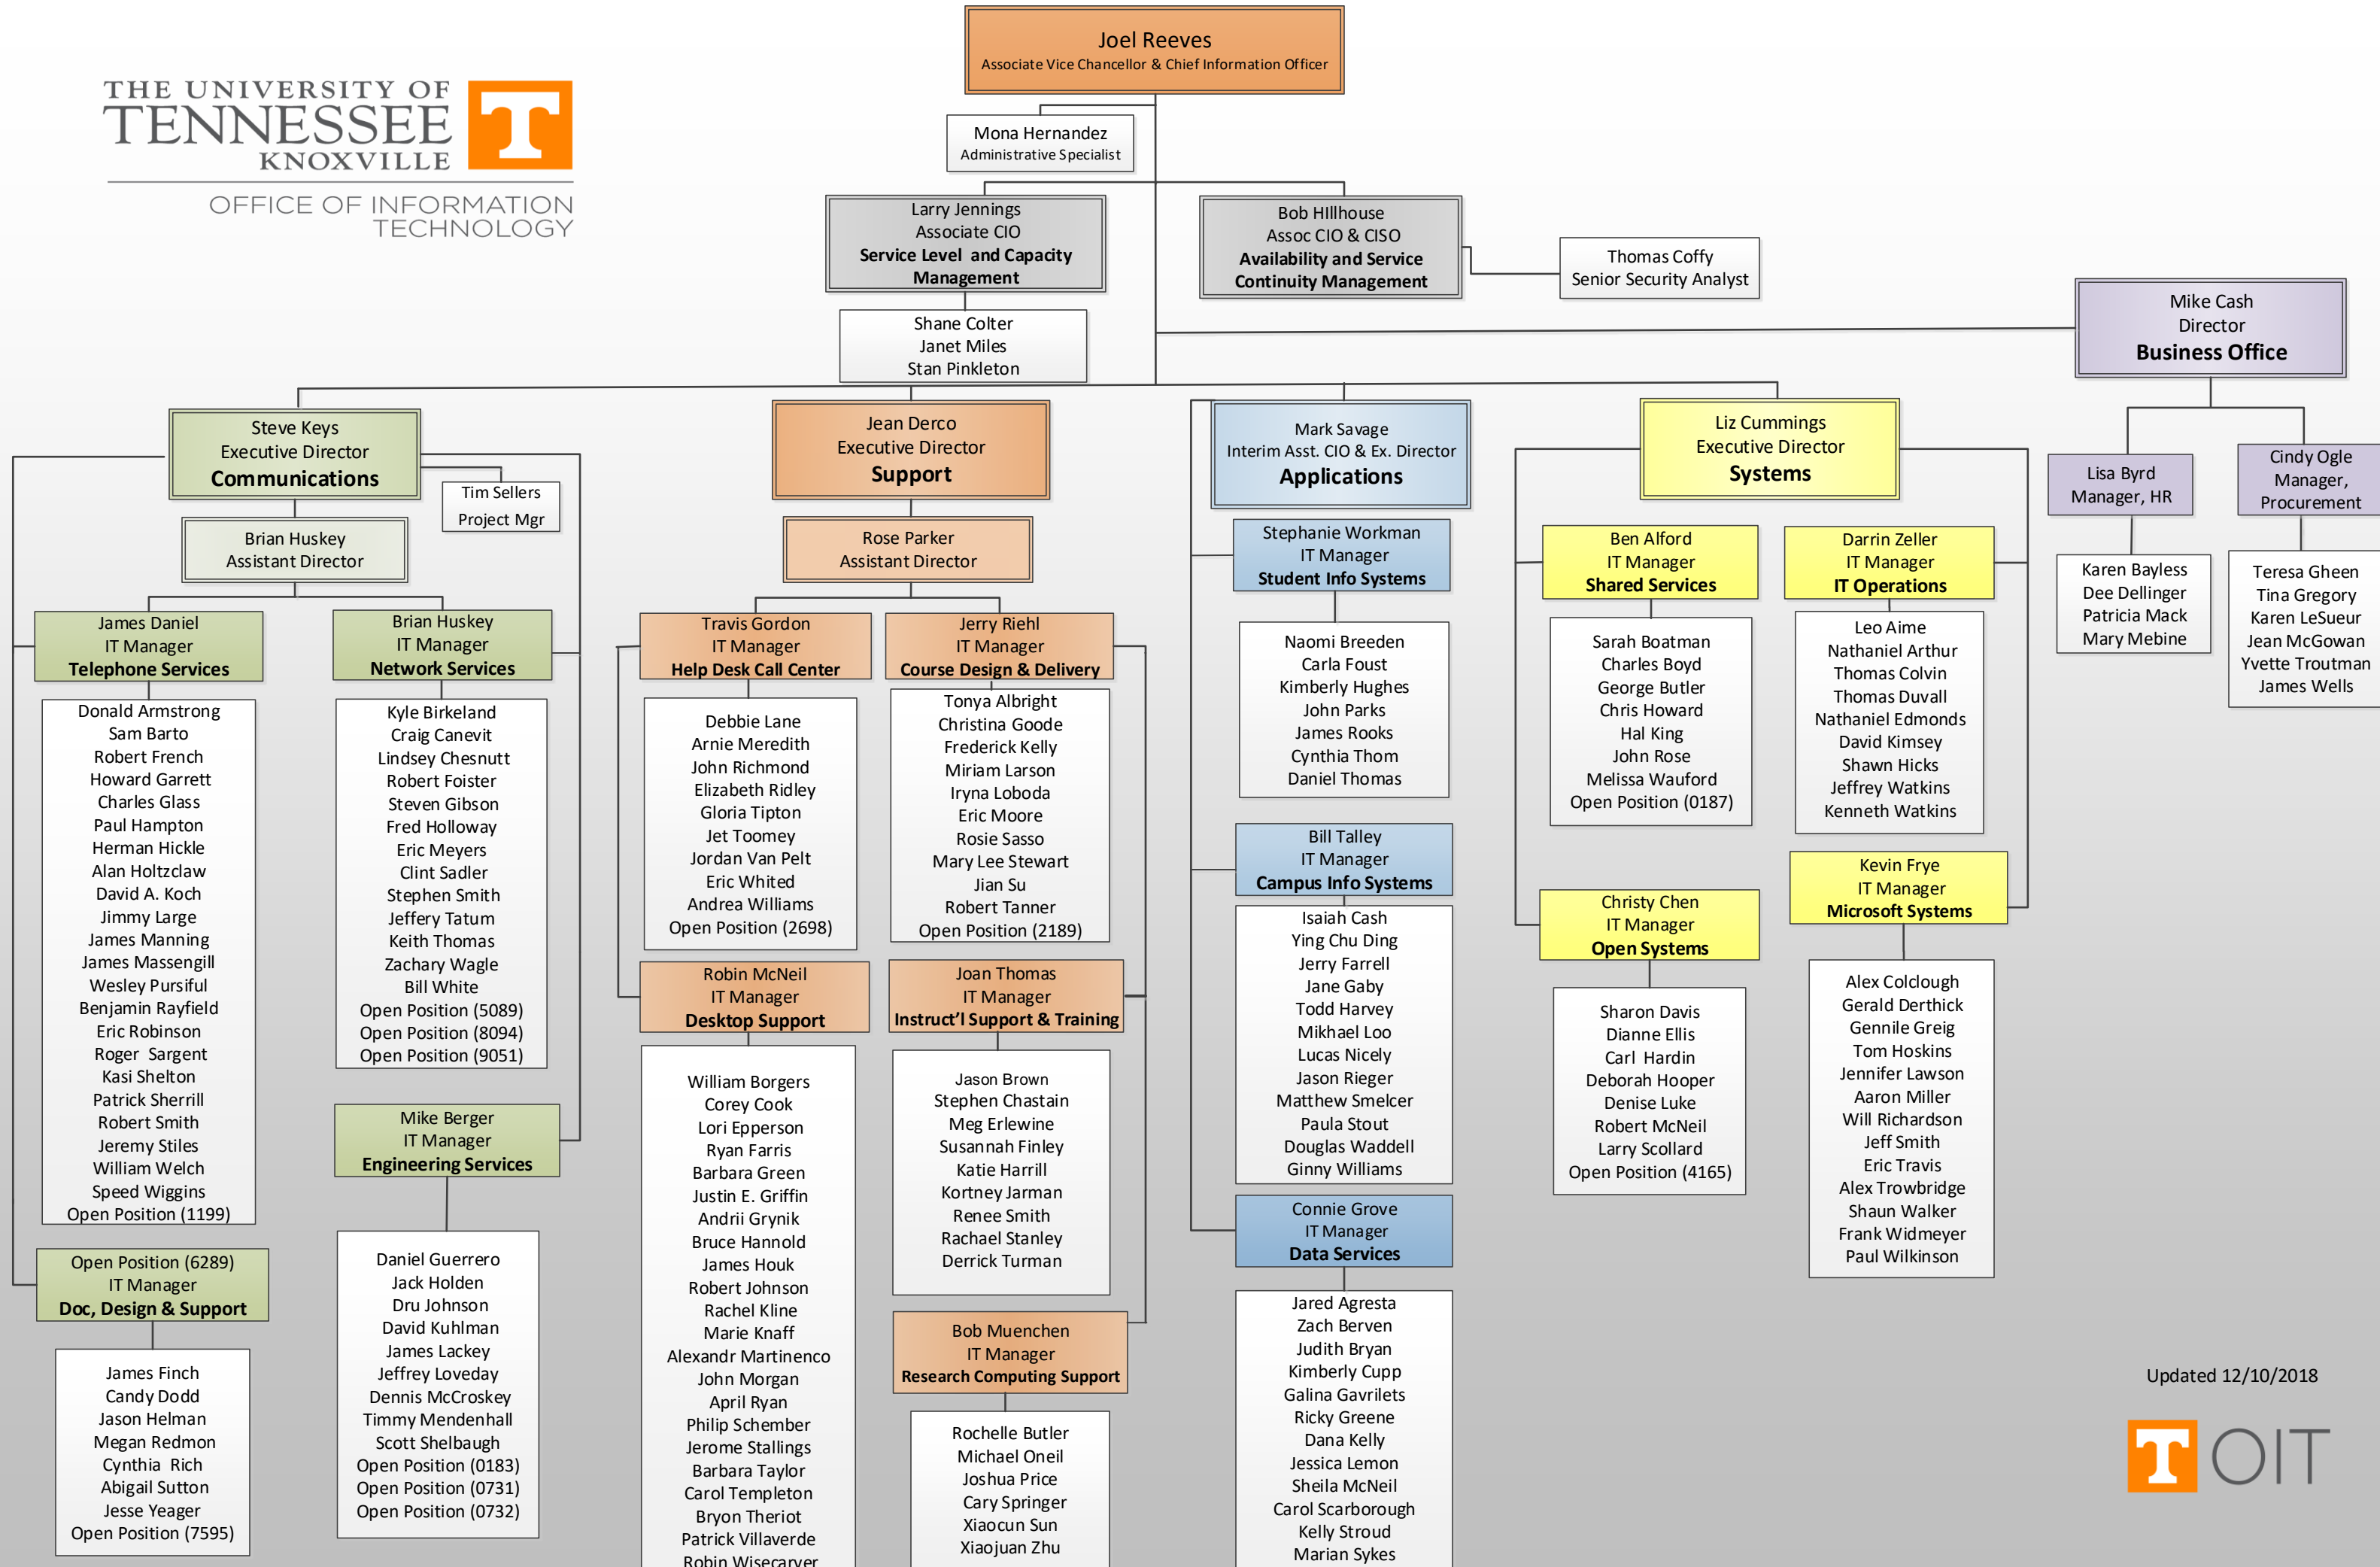 Joel Reeves
Associate Vice Chancellor & Chief Information Officer
THE UNIVERSITY OF
TENNESSEE
KNOXVILLE
T
OFFICE OF INFORMATION
TECHNOLOGY
Mona Hernandez
Administrative Specialist
Larry Jennings
Associate CIO
Service Level and Capacity
Management
Bob HIllhouse
Assoc CIO & CISO
Availability and Service
Continuity Management
Thomas Coffy
Senior Security Analyst
Shane Colter
Janet Miles
Stan Pinkleton
Mike Cash
Director
Business Office
Steve Keys
Executive Director
Communications
Tim Sellers
Project Mgr
Brian Huskey
Assistant Director
James Daniel
IT Manager
Telephone Services
Donald Armstrong
Sam Barto
Robert French
Howard Garrett
Charles Glass
Paul Hampton
Herman Hickle
Alan Holtzclaw
David A. Koch
Jimmy Large
James Manning
James Massengill
Wesley Pursiful
Benjamin Rayfield
Eric Robinson
Roger Sargent
Kasi Shelton
Patrick Sherrill
Robert Smith
Jeremy Stiles
William Welch
Speed Wiggins
Open Position (1199)
Open Position (6289)
IT Manager
Doc, Design & Support
James Finch
Candy Dodd
Jason Helman
Megan Redmon
Cynthia Rich
Abigail Sutton
Jesse Yeager
Open Position (7595)
Brian Huskey
IT Manager
Network Services
Kyle Birkeland
Craig Canevit
Lindsey Chesnutt
Robert Foister
Steven Gibson
Fred Holloway
Eric Meyers
Clint Sadler
Stephen Smith
Jeffery Tatum
Keith Thomas
Zachary Wagle
Bill White
Open Position (5089)
Open Position (8094)
Open Position (9051)
Mike Berger
IT Manager
Engineering Services
Daniel Guerrero
Jack Holden
Dru Johnson
David Kuhlman
James Lackey
Jeffrey Loveday
Dennis McCroskey
Timmy Mendenhall
Scott Shelbaugh
Open Position (0183)
Open Position (0731)
Open Position (0732)
Jean Derco
Executive Director
Support
Rose Parker
Assistant Director
Travis Gordon
IT Manager
Help Desk Call Center
Debbie Lane
Arnie Meredith
John Richmond
Elizabeth Ridley
Gloria Tipton
Jet Toomey
Jordan Van Pelt
Eric Whited
Andrea Williams
Open Position (2698)
Robin McNeil
IT Manager
Desktop Support
William Borgers
Corey Cook
Lori Epperson
Ryan Farris
Barbara Green
Justin E. Griffin
Andrii Grynik
Bruce Hannold
James Houk
Robert Johnson
Rachel Kline
Marie Knaff
Alexandr Martinenco
John Morgan
April Ryan
Philip Schember
Jerome Stallings
Barbara Taylor
Carol Templeton
Bryon Theriot
Patrick Villaverde
Robin Wisecarver
Jerry Riehl
IT Manager
Course Design & Delivery
Tonya Albright
Christina Goode
Frederick Kelly
Miriam Larson
Iryna Loboda
Eric Moore
Rosie Sasso
Mary Lee Stewart
Jian Su
Robert Tanner
Open Position (2189)
Joan Thomas
IT Manager
Instruct’l Support & Training
Jason Brown
Stephen Chastain
Meg Erlewine
Susannah Finley
Katie Harrill
Kortney Jarman
Renee Smith
Rachael Stanley
Derrick Turman
Bob Muenchen
IT Manager
Research Computing Support
Rochelle Butler
Michael Oneil
Joshua Price
Cary Springer
Xiaocun Sun
Xiaojuan Zhu
Mark Savage
Interim Asst. CIO & Ex. Director
Applications
Stephanie Workman
IT Manager
Student Info Systems
Naomi Breeden
Carla Foust
Kimberly Hughes
John Parks
James Rooks
Cynthia Thom
Daniel Thomas
Bill Talley
IT Manager
Campus Info Systems
Isaiah Cash
Ying Chu Ding
Jerry Farrell
Jane Gaby
Todd Harvey
Mikhael Loo
Lucas Nicely
Jason Rieger
Matthew Smelcer
Paula Stout
Douglas Waddell
Ginny Williams
Connie Grove
IT Manager
Data Services
Jared Agresta
Zach Berven
Judith Bryan
Kimberly Cupp
Galina Gavrilets
Ricky Greene
Dana Kelly
Jessica Lemon
Sheila McNeil
Carol Scarborough
Kelly Stroud
Marian Sykes
Liz Cummings
Executive Director
Systems
Ben Alford
IT Manager
Shared Services
Sarah Boatman
Charles Boyd
George Butler
Chris Howard
Hal King
John Rose
Melissa Wauford
Open Position (0187)
Christy Chen
IT Manager
Open Systems
Sharon Davis
Dianne Ellis
Carl Hardin
Deborah Hooper
Denise Luke
Robert McNeil
Larry Scollard
Open Position (4165)
Darrin Zeller
IT Manager
IT Operations
Leo Aime
Nathaniel Arthur
Thomas Colvin
Thomas Duvall
Nathaniel Edmonds
David Kimsey
Shawn Hicks
Jeffrey Watkins
Kenneth Watkins
Kevin Frye
IT Manager
Microsoft Systems
Alex Colclough
Gerald Derthick
Gennile Greig
Tom Hoskins
Jennifer Lawson
Aaron Miller
Will Richardson
Jeff Smith
Eric Travis
Alex Trowbridge
Shaun Walker
Frank Widmeyer
Paul Wilkinson
Lisa Byrd
Manager, HR
Karen Bayless
Dee Dellinger
Patricia Mack
Mary Mebine
Cindy Ogle
Manager,
Procurement
Teresa Gheen
Tina Gregory
Karen LeSueur
Jean McGowan
Yvette Troutman
James Wells
Updated 12/10/2018
T OIT